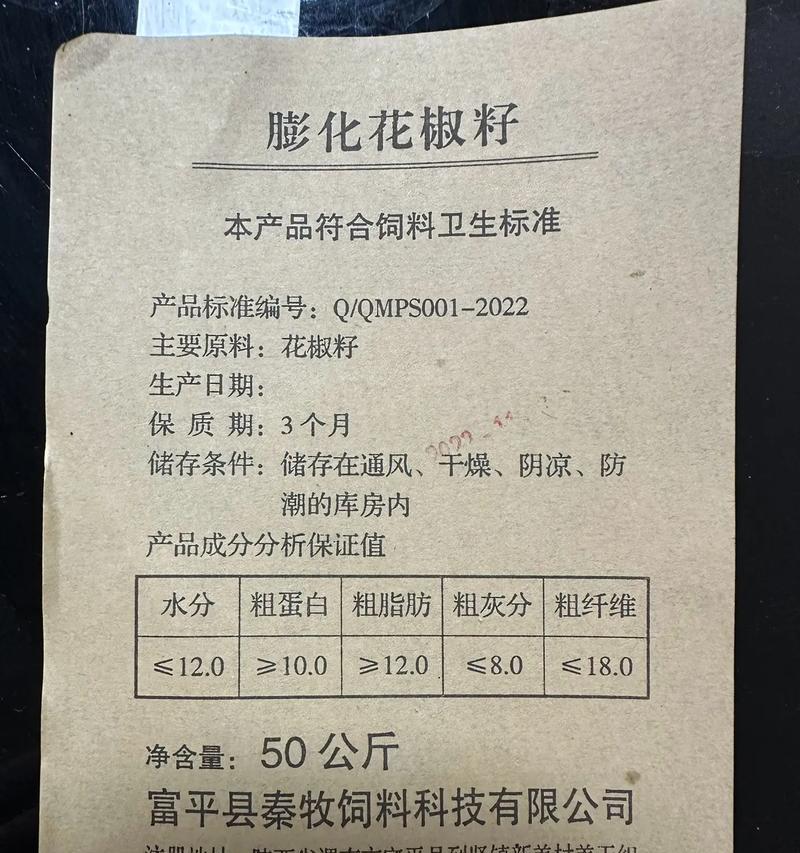 膨化花椒籽
本产品符合饲料卫生标准
产品标准编号：Q/QMPS001-2022
主要原料：花椒籽
生产日期：
保 质 期：3个月
2022-11
储存条件：储存在通风、干燥、阴凉、防
潮的库房内
产品成分分析保证值
水分 粗蛋白 粗脂肪 粗灰分 粗纤维
≤12.0 ≥10.0 ≥12.0 ≤8.0 ≤18.0
净含量：50公斤
富平县秦牧饲料科技有限公司